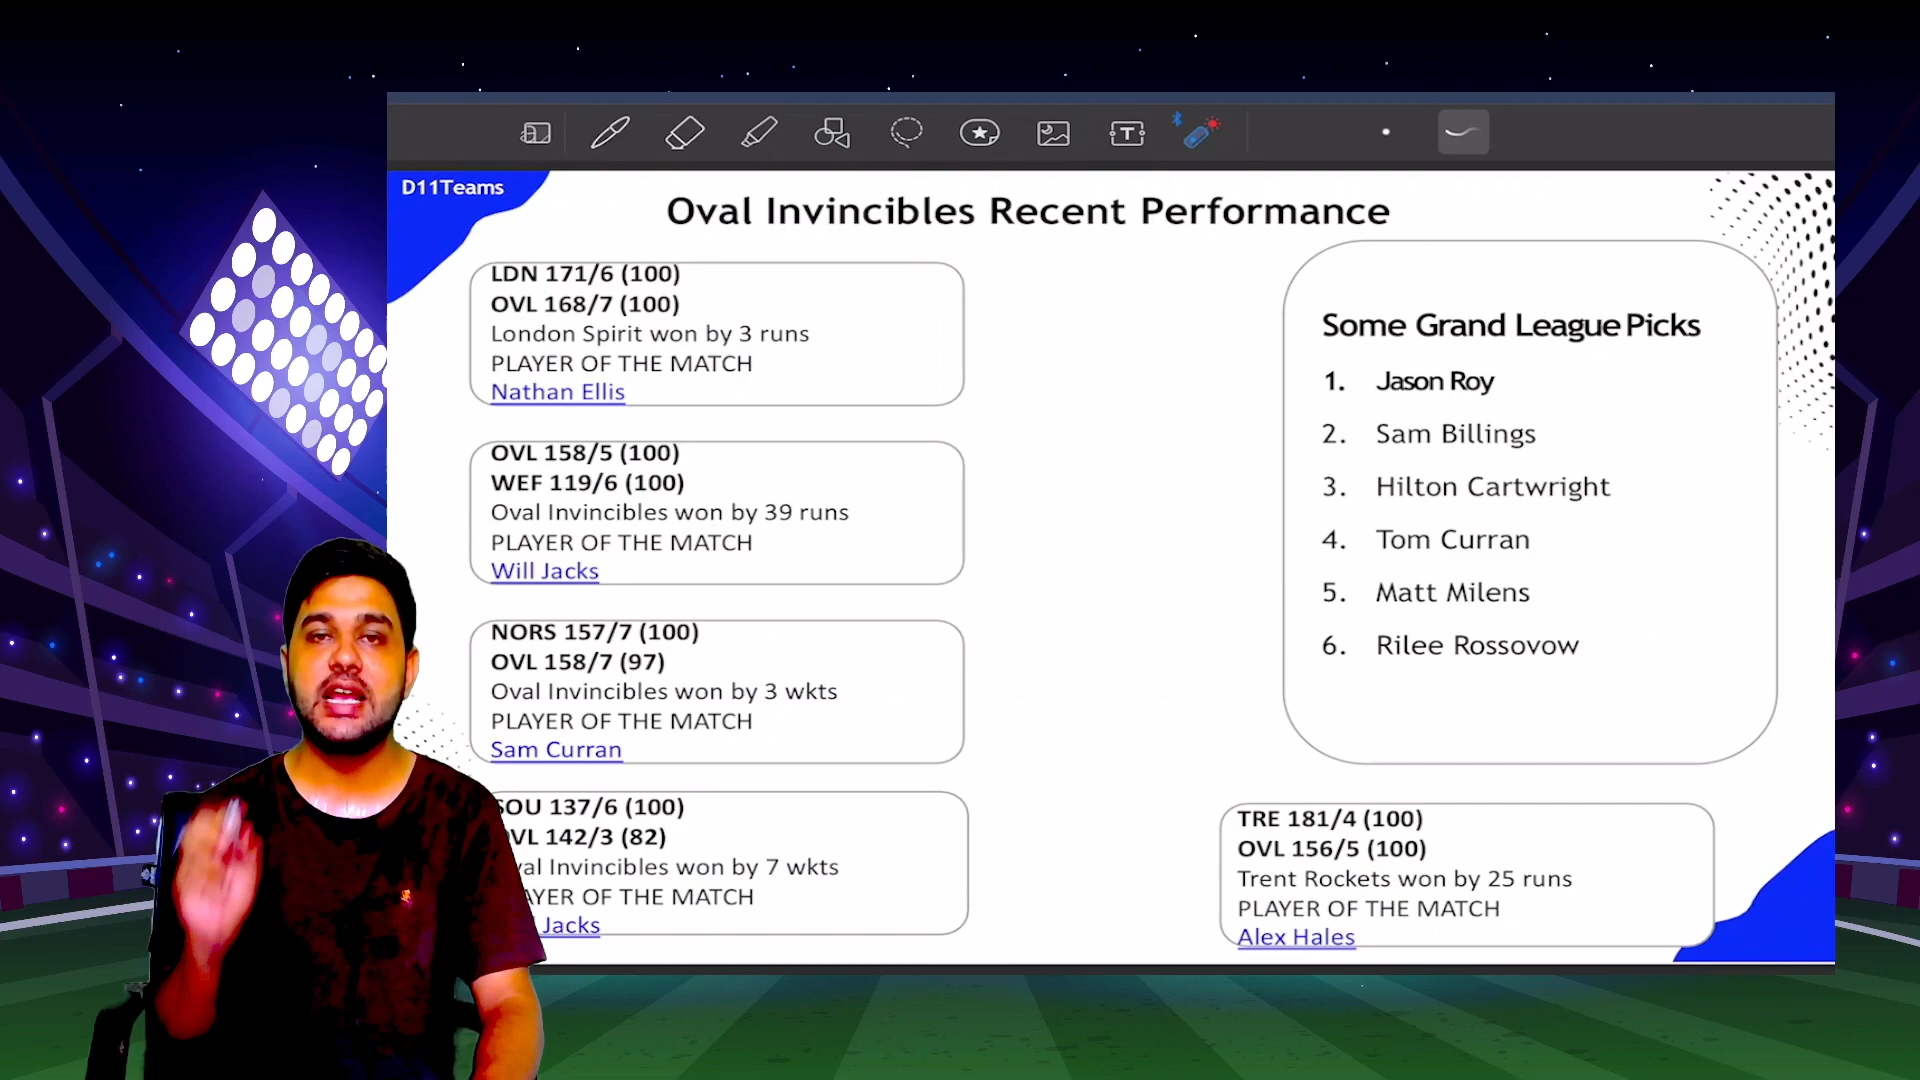 D11Teams
Oval Invincibles Recent Performance
LDN 171/6 (100)
OVL 168/7 (100)
London Spirit won by 3 runs
PLAYER OF THE MATCH
Nathan Ellis
OVL 158/5 (100)
WEF 119/6 (100)
Oval Invincibles won by 39 runs
PLAYER OF THE MATCH
Will Jacks
NORS 157/7 (100)
OVL 158/7 (97)
Oval Invincibles won by 3 wkts
PLAYER OF THE MATCH
Sam Curran
SOU 137/6 (100)
OVL 142/3 (82)
Oval Invincibles won by 7 wkts
PLAYER OF THE MATCH
Jacks
Some Grand League Picks
1. Jason Roy
2. Sam Billings
3. Hilton Cartwright
4. Tom Curran
5. Matt Milens
6. Rilee Rossovow
TRE 181/4 (100)
OVL 156/5 (100)
Trent Rockets won by 25 runs
PLAYER OF THE MATCH
Alex Hales